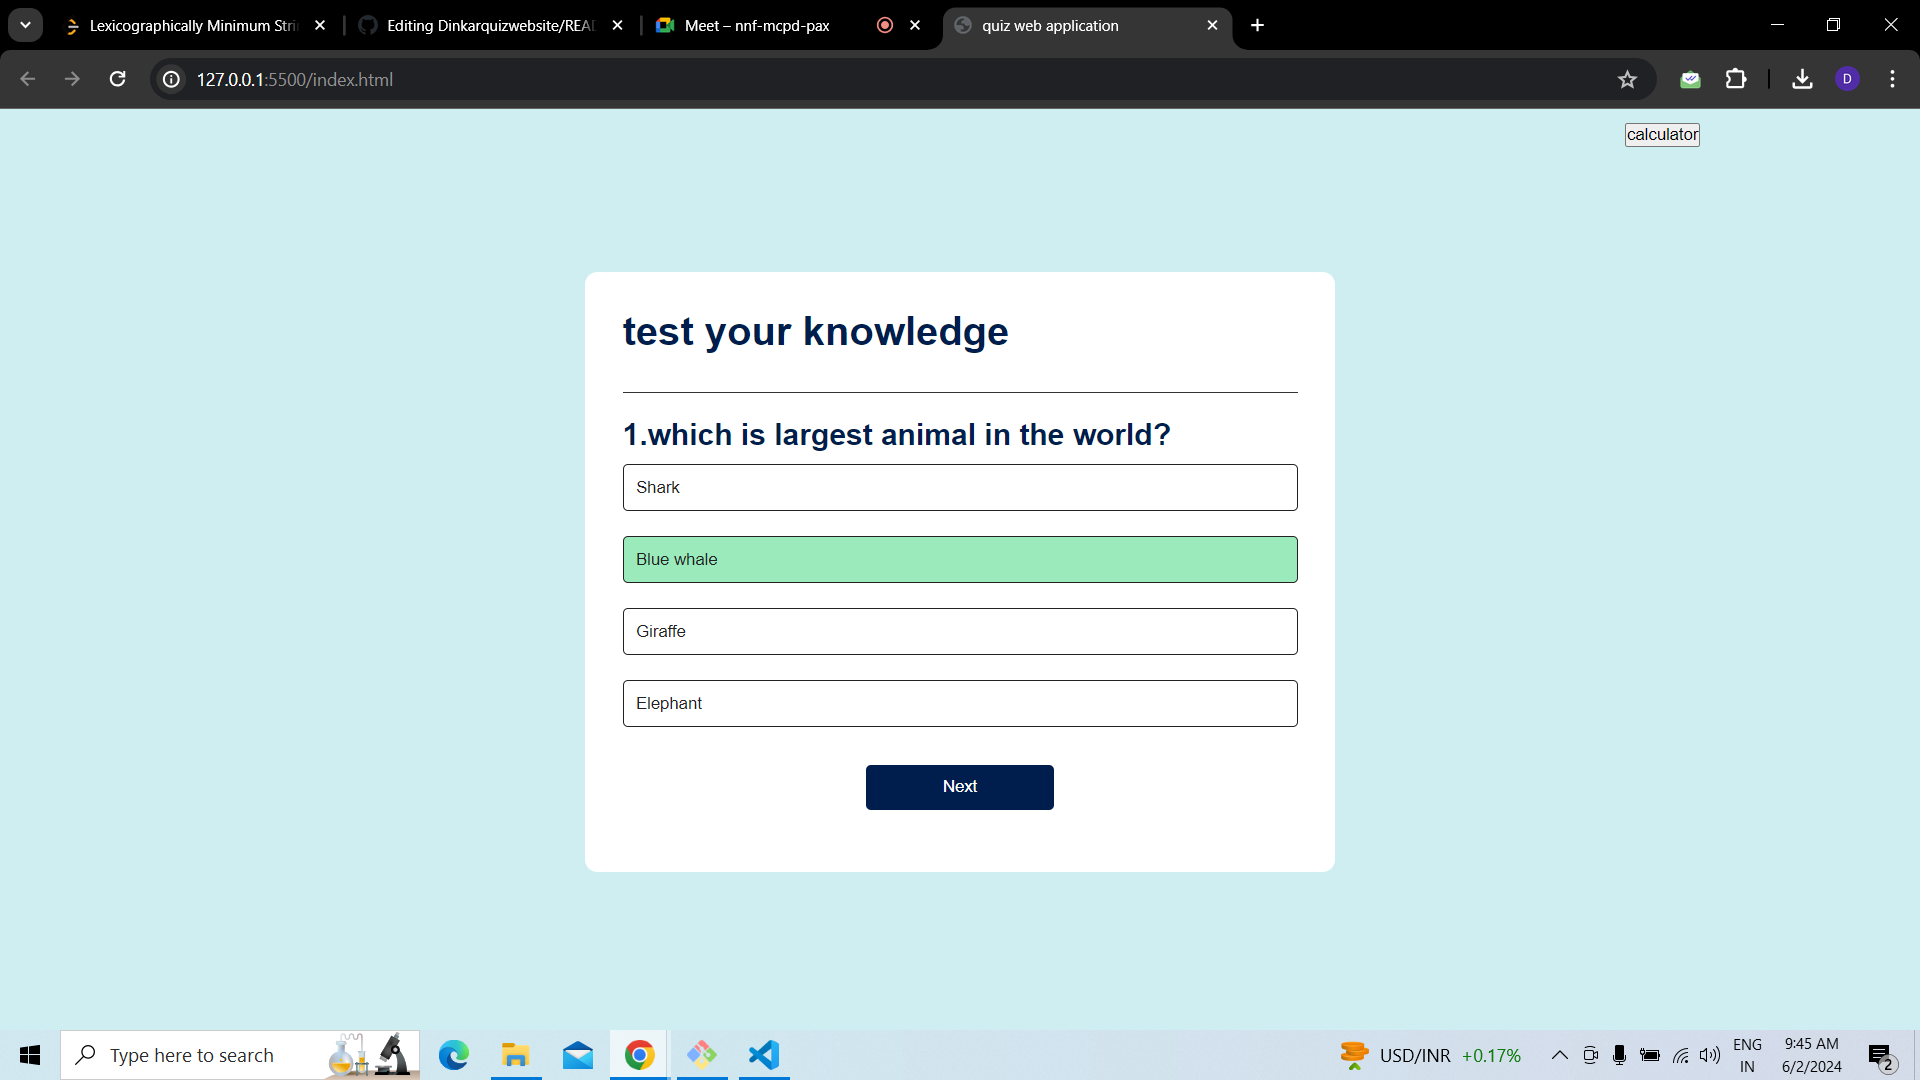 Lexicographically Minimum Stri
Editing Dinkarquizwebsite/REA
Meet – nnf-mcpd-pax
quiz web application
127.0.0.1:5500/index.html
D
calculator
test your knowledge
1.which is largest animal in the world?
Shark
Blue whale
Giraffe
Elephant
Next
Type here to search
USD/INR +0.17%
ENG
IN
9:45 AM
6/2/2024
2